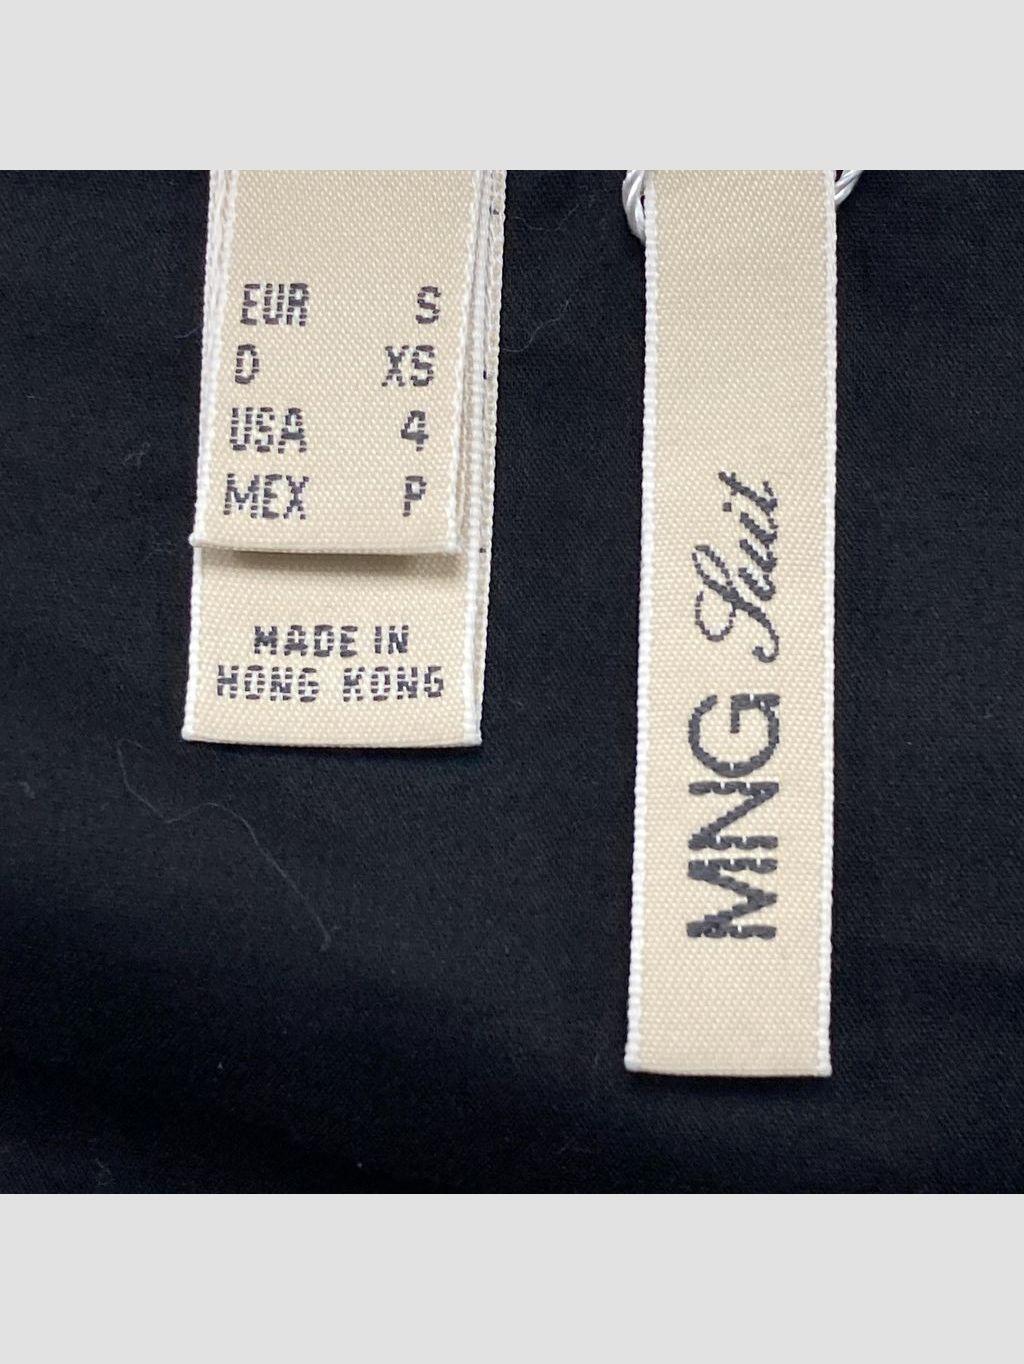 EUR S
D XS
USA 4
MEX P
MADE IN
HONG KONG
MNG Suit